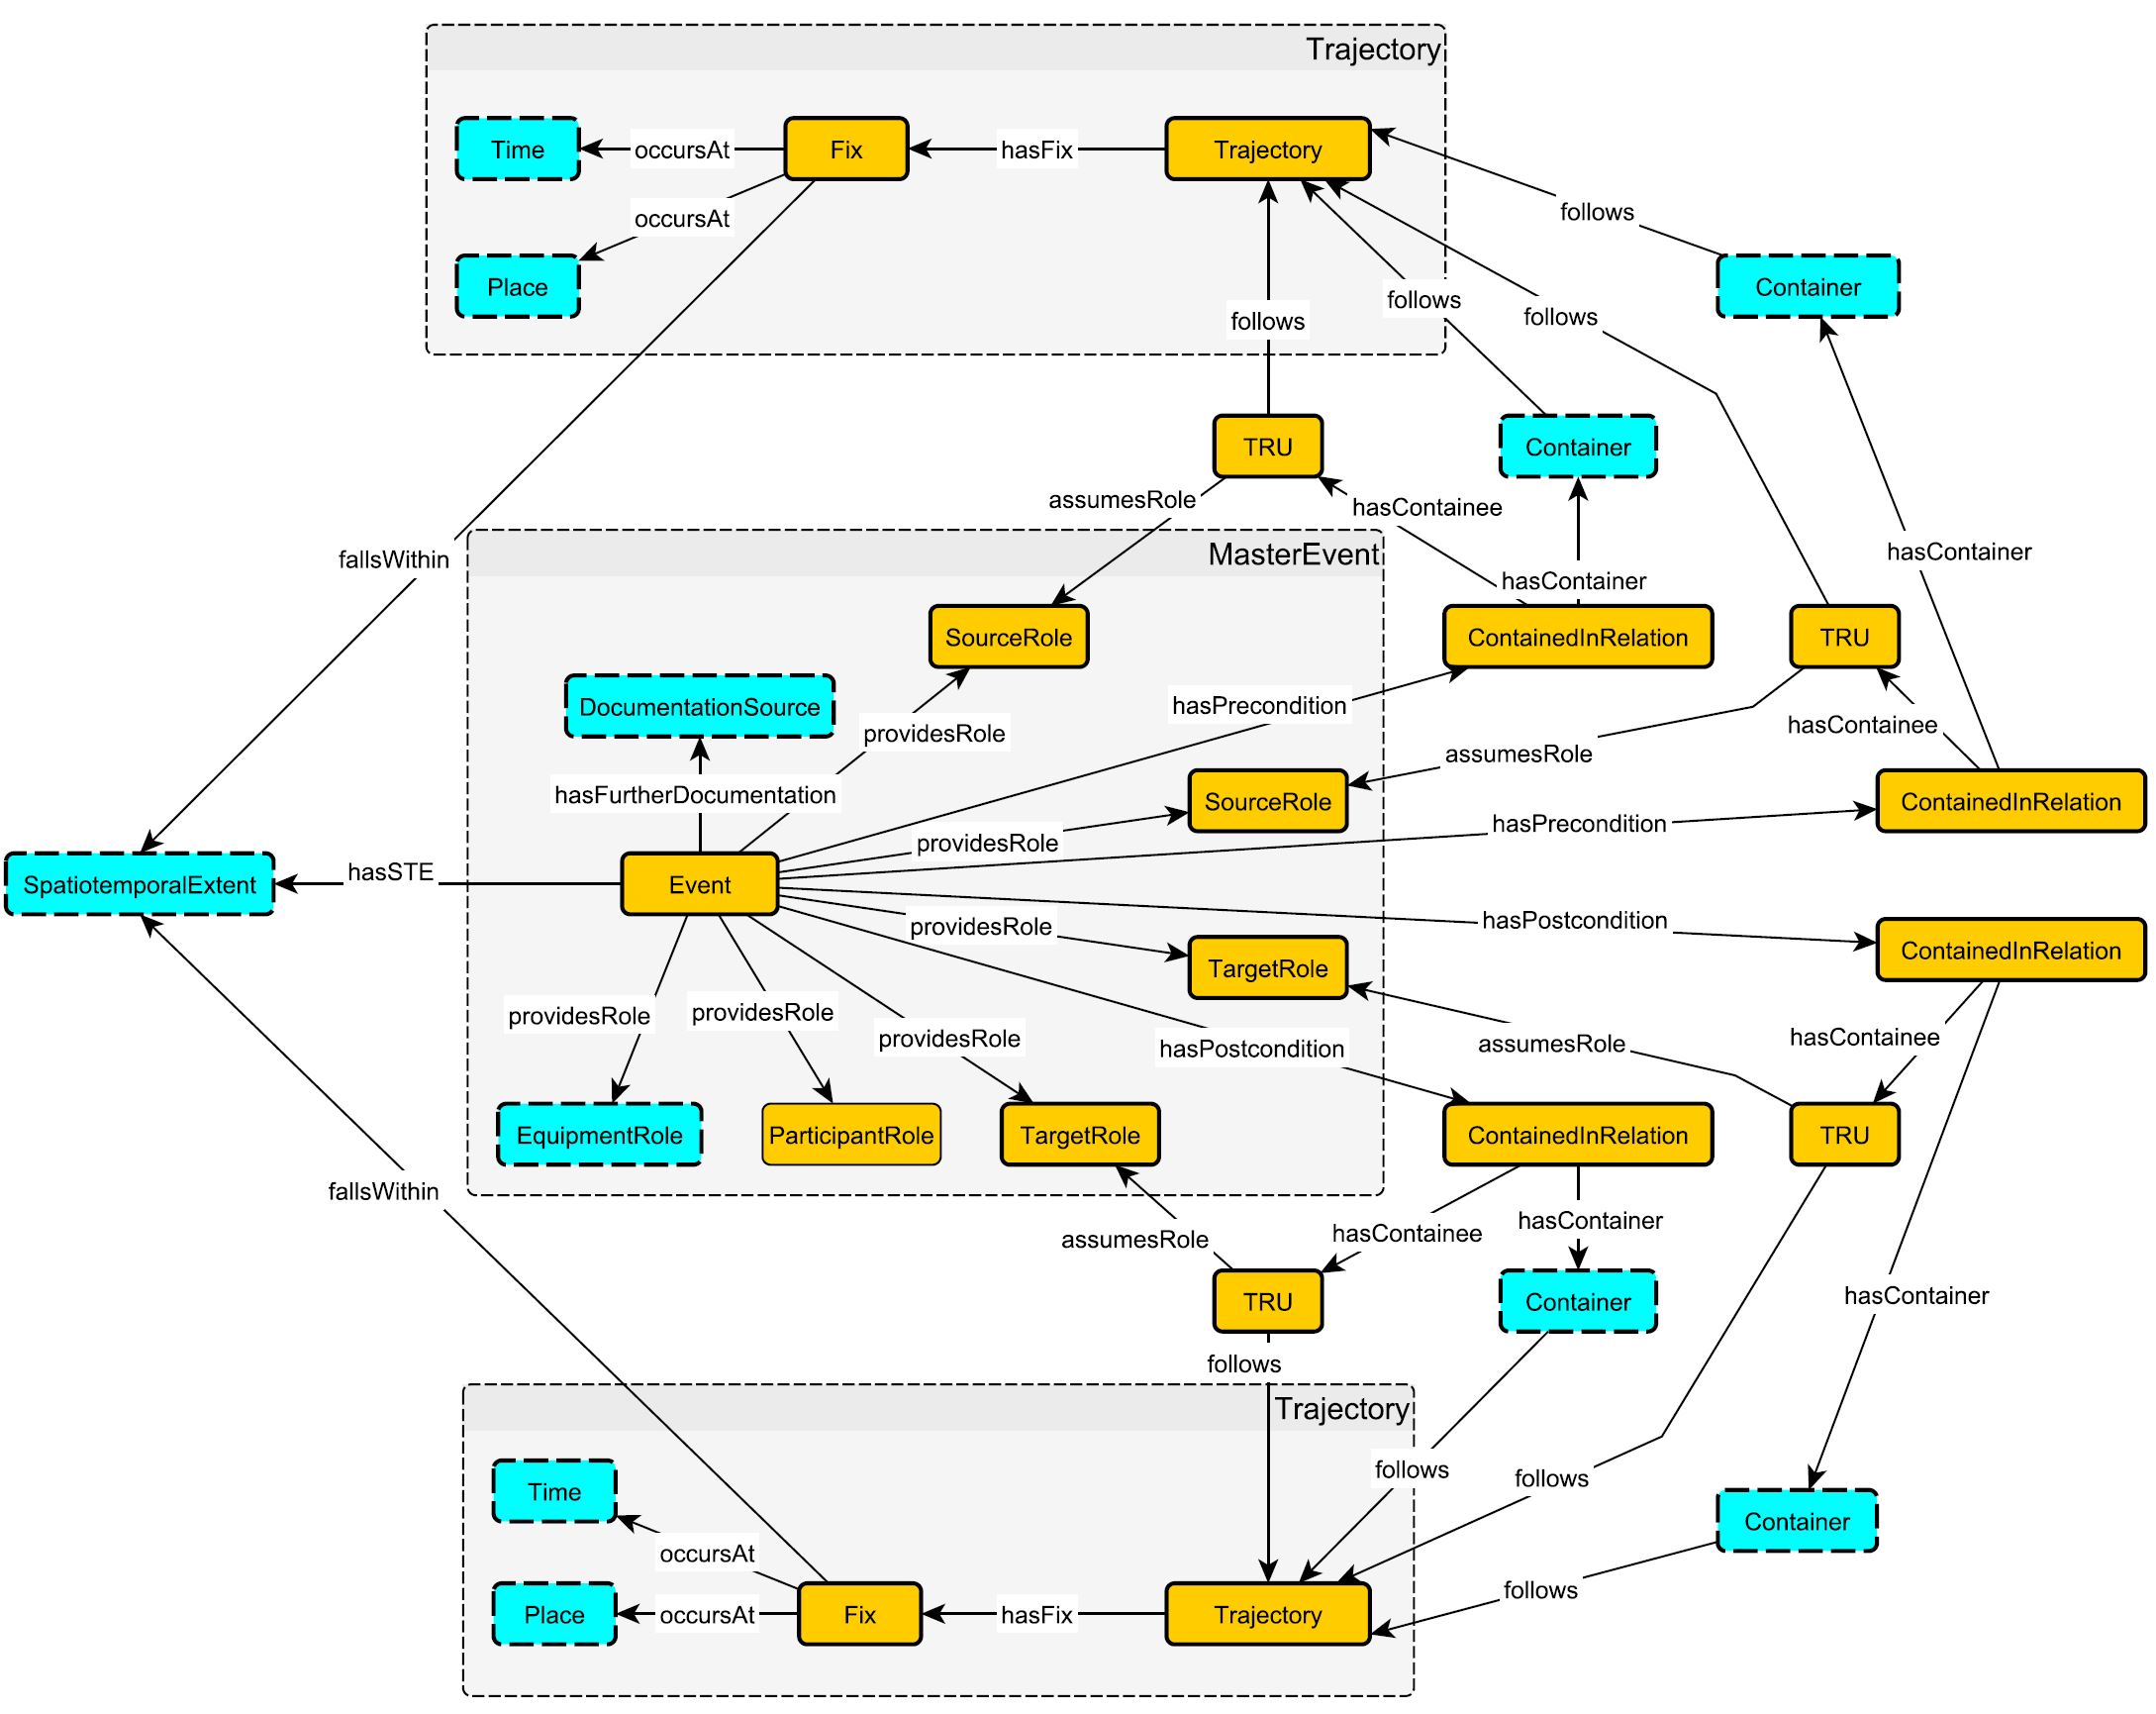 Trajectory
Time
occursAt
Fix
hasFix
Trajectory
occursAt
follows
Place
Container
follows
follows
follows
TRU
Container
assumesRole
hasContainee
fallsWithin
MasterEvent
hasContainer
hasContainer
SourceRole
ContainedInRelation
TRU
DocumentationSource
hasPrecondition
providesRole
hasContainee
assumesRole
hasFurtherDocumentation
SourceRole
ContainedInRelation
hasPrecondition
providesRole
SpatiotemporalExtent
hasSTE
Event
hasPostcondition
providesRole
ContainedInRelation
TargetRole
providesRole
providesRole
providesRole
hasPostcondition
assumesRole
hasContainee
EquipmentRole
ParticipantRole
TargetRole
ContainedInRelation
TRU
fallsWithin
assumesRole
hasContainee
hasContainer
TRU
Container
hasContainer
follows
Trajectory
Time
follows
follows
Container
occursAt
Place
occursAt
Fix
hasFix
Trajectory
follows